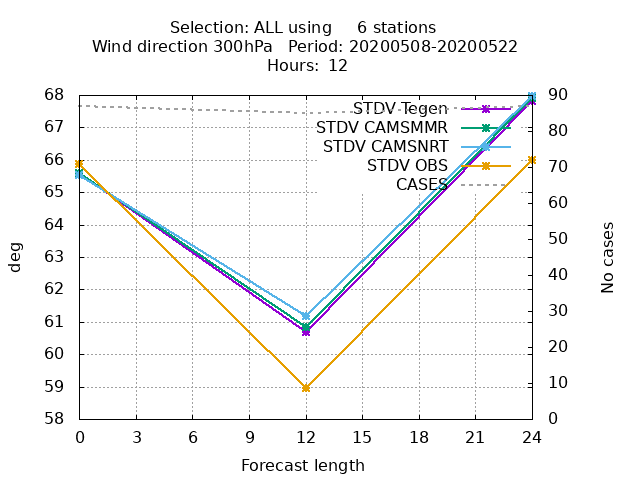 Selection: ALL using     6 stations
Wind direction 300hPa   Period: 20200508-20200522
Hours: 12
68
67
66
65
64
63
62
61
60
59
58
90
80
70
60
50
40
30
20
10
0
STDV Tegen
STDV CAMSMMR
STDV CAMSNRT
STDV OBS
CASES
deg
No cases
0 3 6 9 12 15 18 21 24
Forecast length